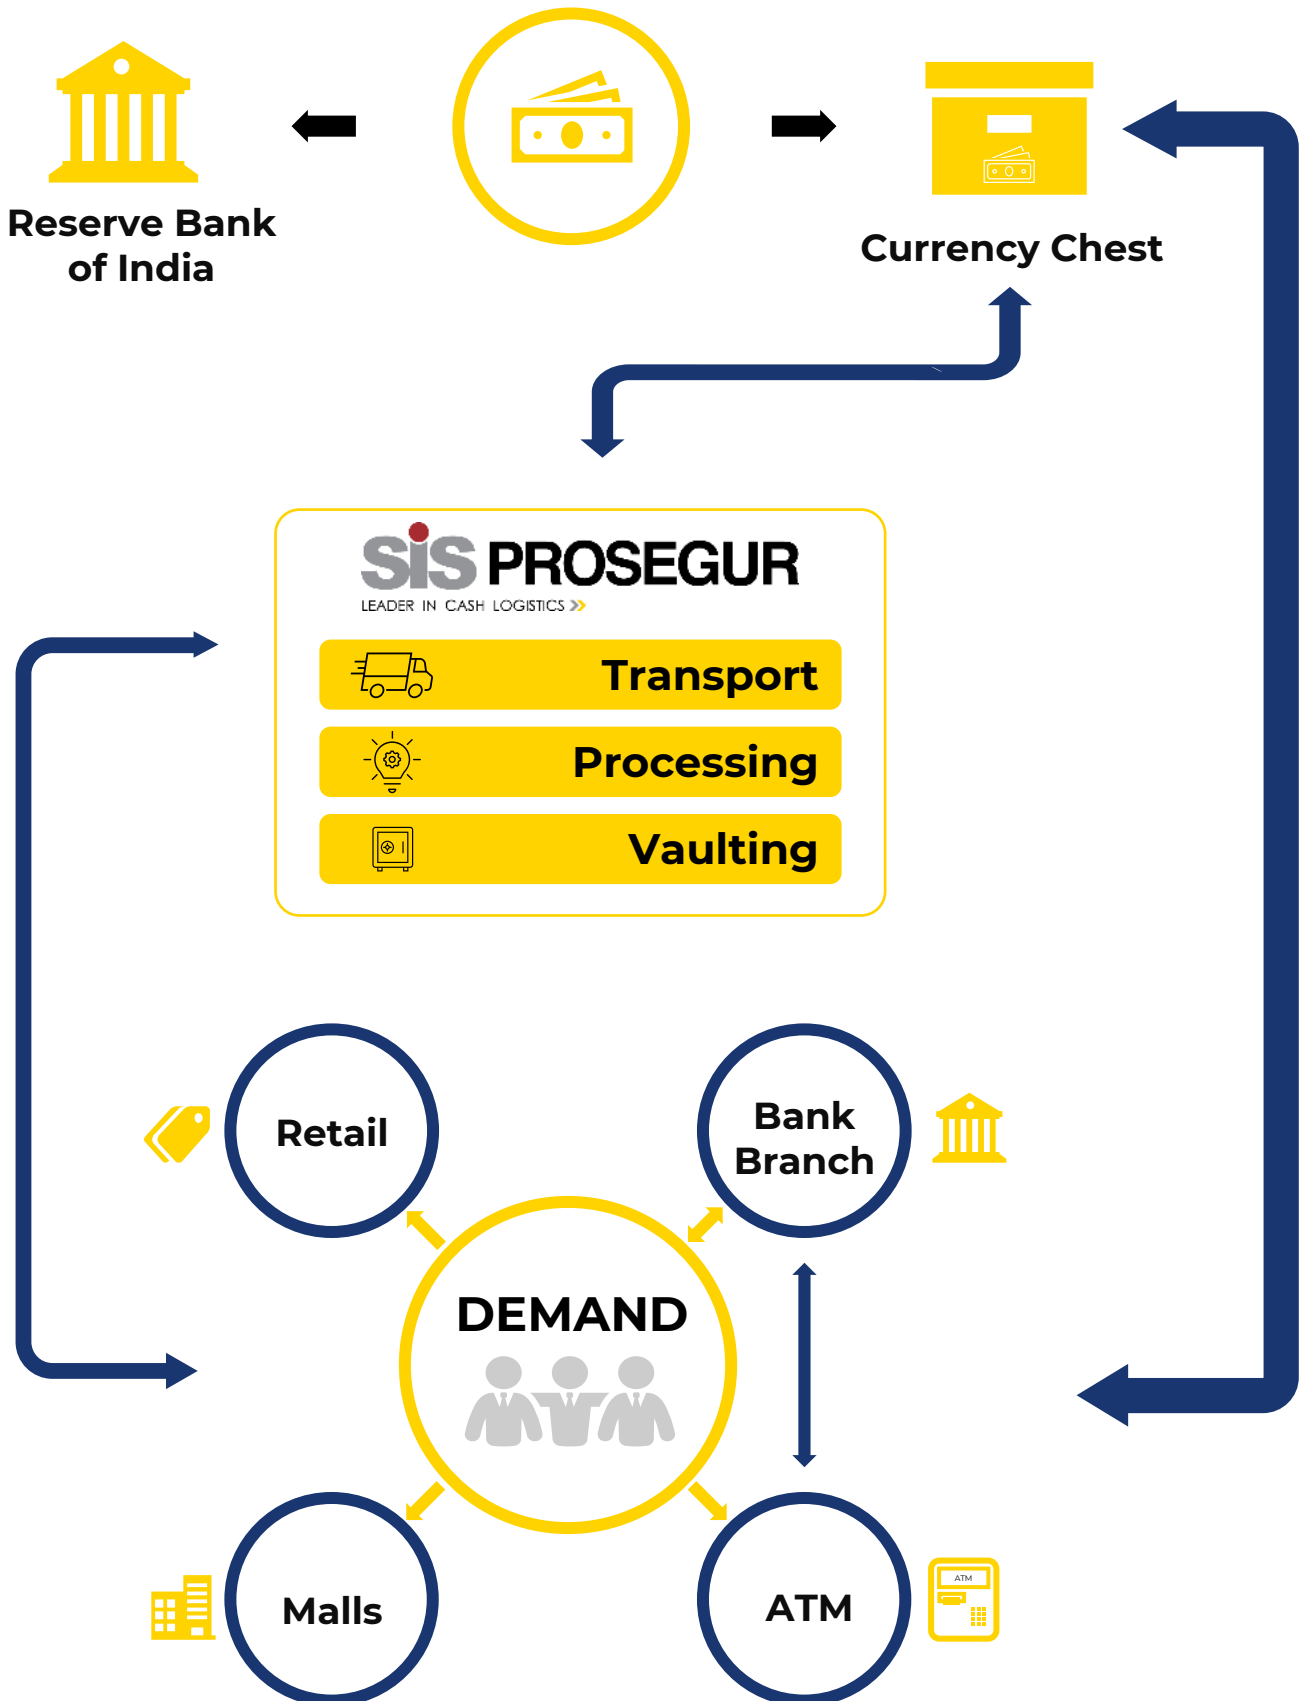 Reserve Bank
of India
Currency Chest
SiS PROSEGUR
LEADER IN CASH LOGISTICS
Transport
Processing
Vaulting
Retail
Bank
Branch
DEMAND
Malls
ATM
ATM